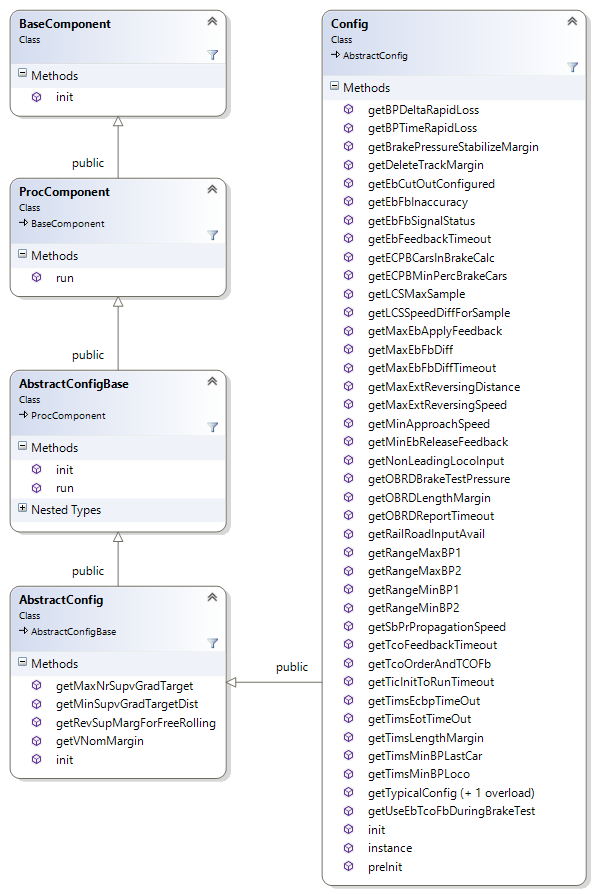 BaseComponent
Class
Methods
init
public
ProcComponent
Class
BaseComponent
Methods
run
public
AbstractConfigBase
Class
ProcComponent
Methods
init
run
Nested Types
public
AbstractConfig
Class
AbstractConfigBase
Methods
getMaxNrSupvGradTarget
getMinSupvGradTargetDist
getRevSupMargForFreeRolling
getVNomMargin
init
public
Config
Class
AbstractConfig
Methods
getBPDeltaRapidLoss
getBPTimeRapidLoss
getBrakePressureStabilizeMargin
getDeleteTrackMargin
getEbCutOutConfigured
getEbFbInaccuracy
getEbFbSignalStatus
getEbFeedbackTimeout
getECPBCarsInBrakeCalc
getECPBMinPercBrakeCars
getLCSMaxSample
getLCSSpeedDiffForSample
getMaxEbApplyFeedback
getMaxEbFbDiff
getMaxEbFbDiffTimeout
getMaxExtReversingDistance
getMaxExtReversingSpeed
getMinApproachSpeed
getMinEbReleaseFeedback
getNonLeadingLocoInput
getOBRDBrakeTestPressure
getOBRDLengthMargin
getOBRDReportTimeout
getRailRoadInputAvail
getRangeMaxBP1
getRangeMaxBP2
getRangeMinBP1
getRangeMinBP2
getSbPrPropagationSpeed
getTcoFeedbackTimeout
getTcoOrderAndTCOFb
getTicInitToRunTimeout
getTimsEcbpTimeOut
getTimsEotTimeOut
getTimsLengthMargin
getTimsMinBPLastCar
getTimsMinBPLoco
getTypicalConfig (+ 1 overload)
getUseEbTcoFbDuringBrakeTest
init
instance
preInit